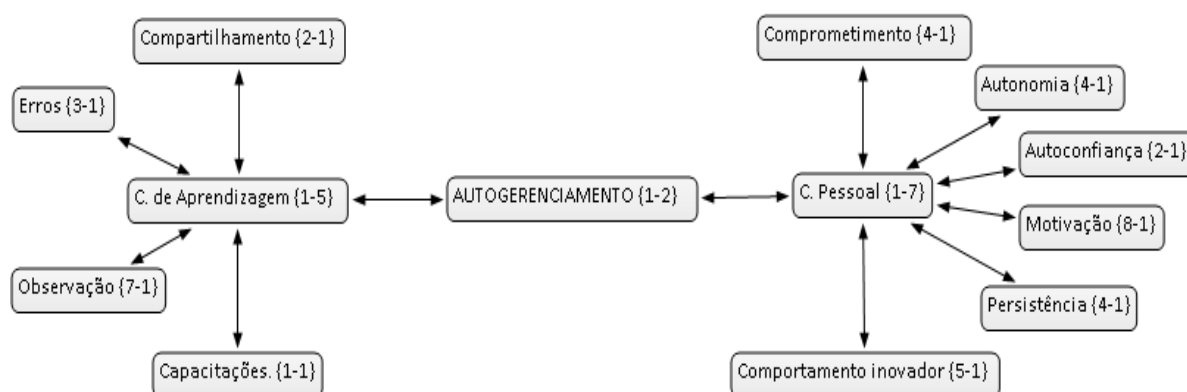 Compartilhamento {2-1}
Comprometimento {4-1}
Autonomia {4-1}
Erros {3-1}
Autoconfiança {2-1}
C. de Aprendizagem {1-5}
AUTOGERENCIAMENTO {1-2}
C. Pessoal {1-7}
Motivação {8-1}
Observação {7-1}
Persistência {4-1}
Capacitações. {1-1}
Comportamento inovador {5-1}